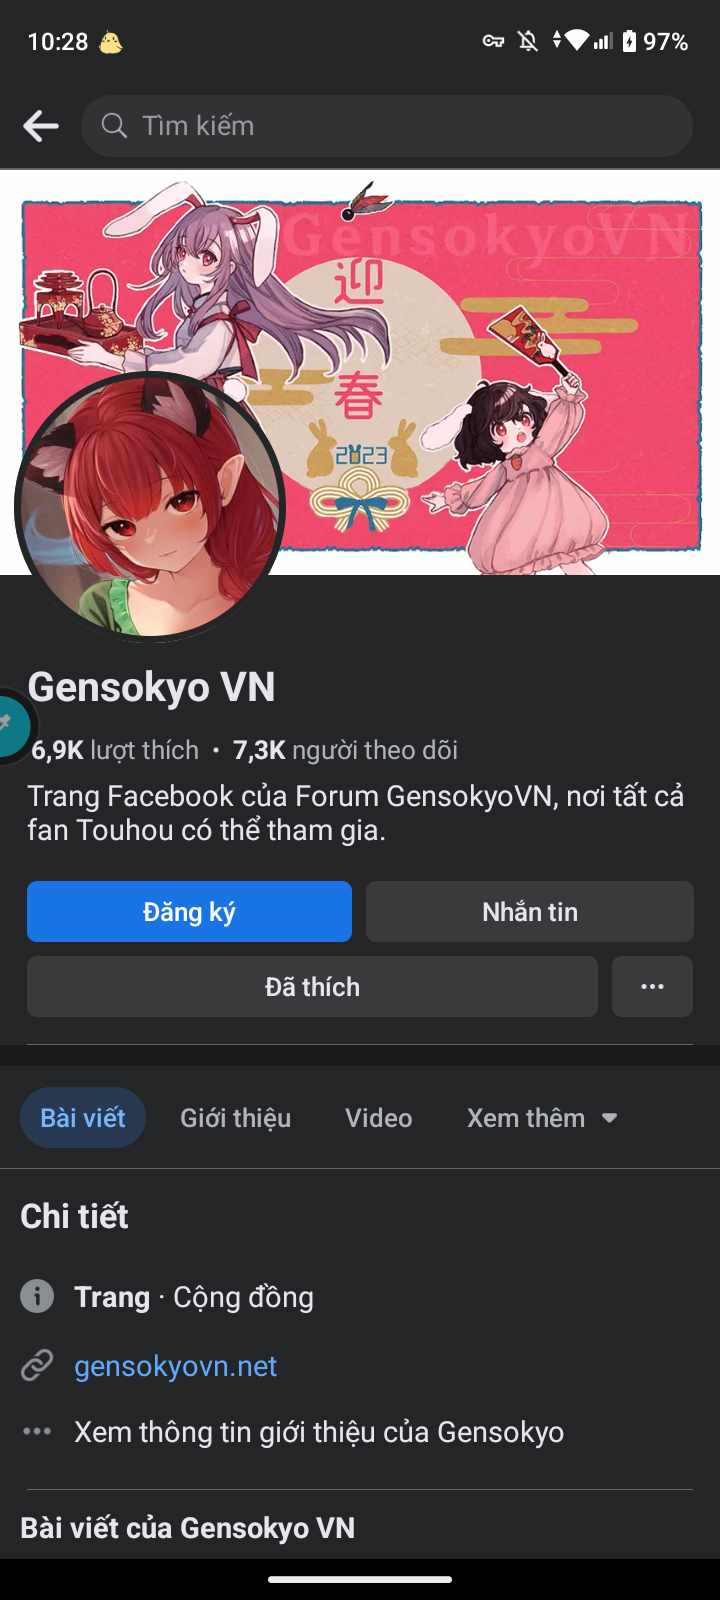 10:28
97%
Tìm kiếm
GensokyoVN
迎
春
2023
Gensokyo VN
6,9K lượt thích • 7,3K người theo dõi
Trang Facebook của Forum GensokyoVN, nơi tất cả
fan Touhou có thể tham gia.
Đăng ký
Nhắn tin
Đã thích
Bài viết
Giới thiệu
Video
Xem thêm
Chi tiết
Trang · Cộng đồng
gensokyovn.net
Xem thông tin giới thiệu của Gensokyo
Bài viết của Gensokyo VN